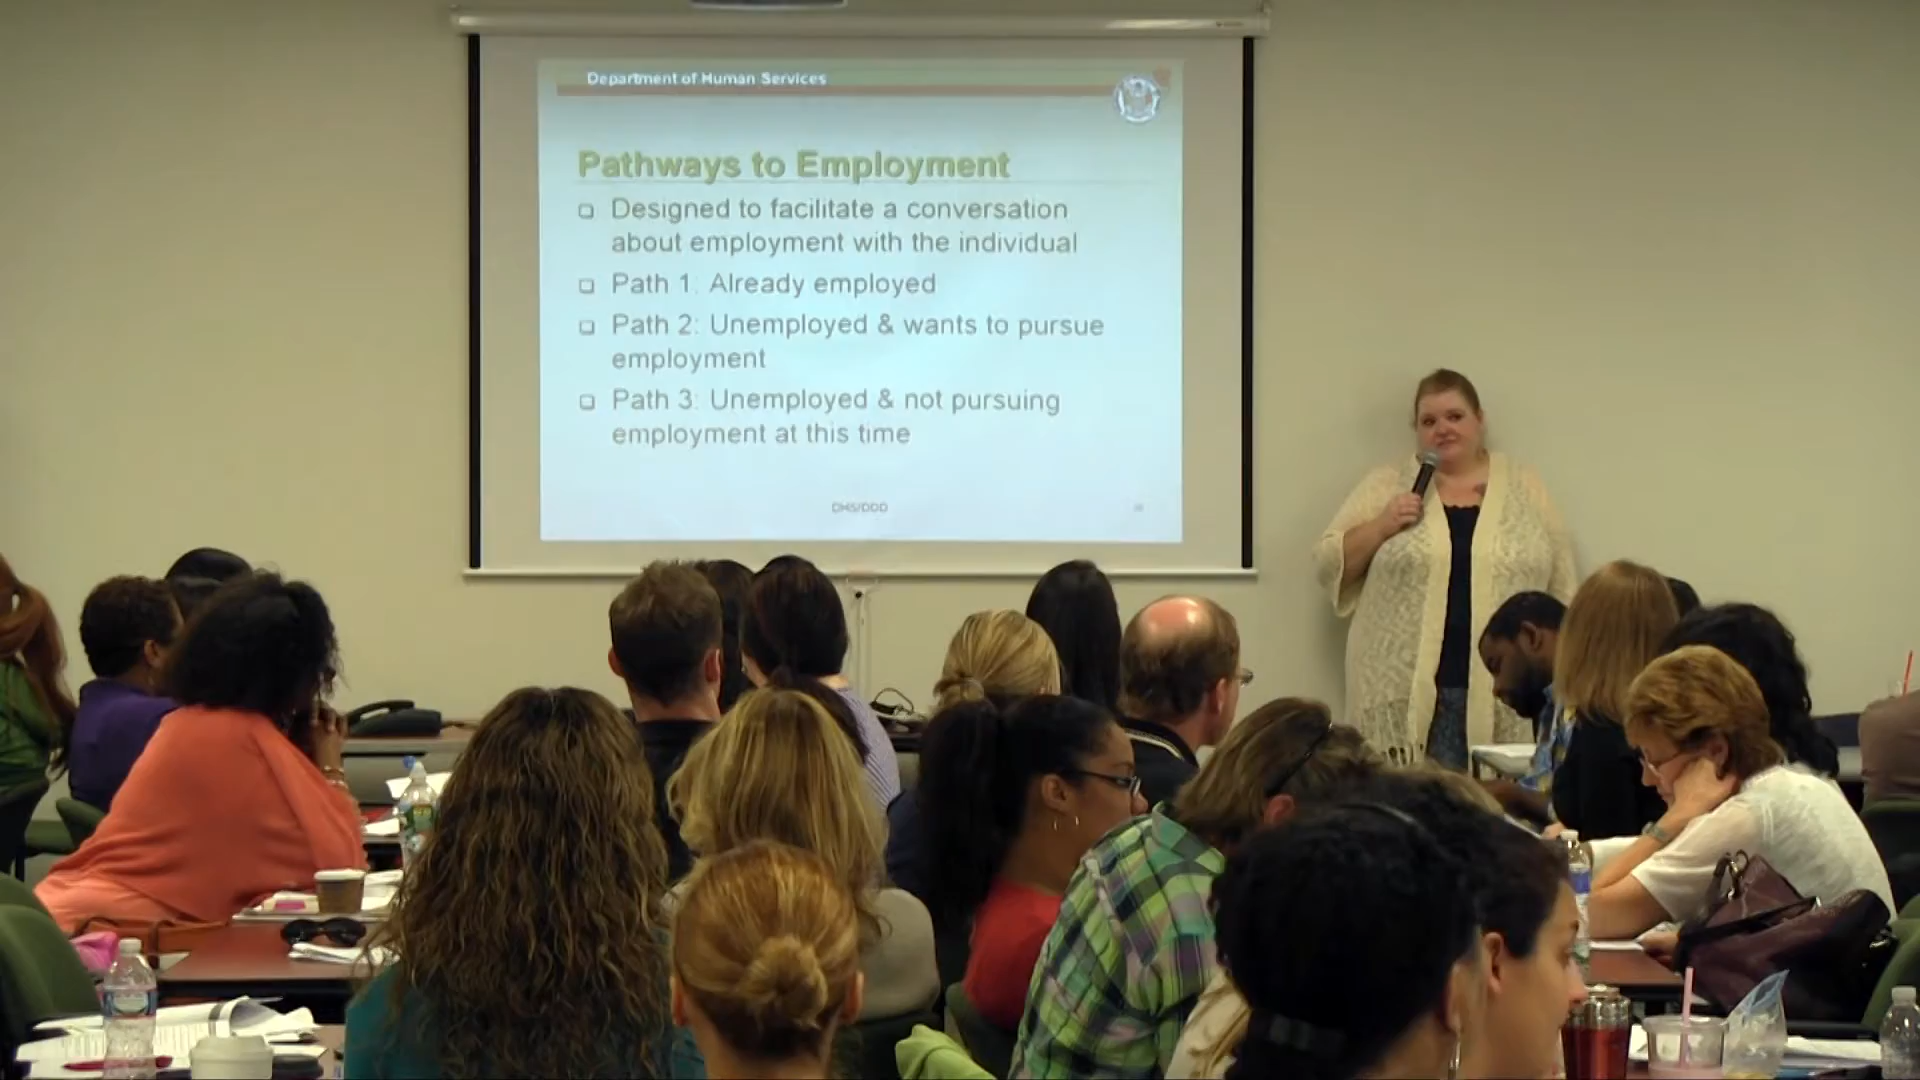 Department of Human Services
Pathways to Employment
Designed to facilitate a conversation
about employment with the individual
Path 1: Already employed
Path 2: Unemployed & wants to pursue
employment
Path 3: Unemployed & not pursuing
employment at this time
DHS/DDD